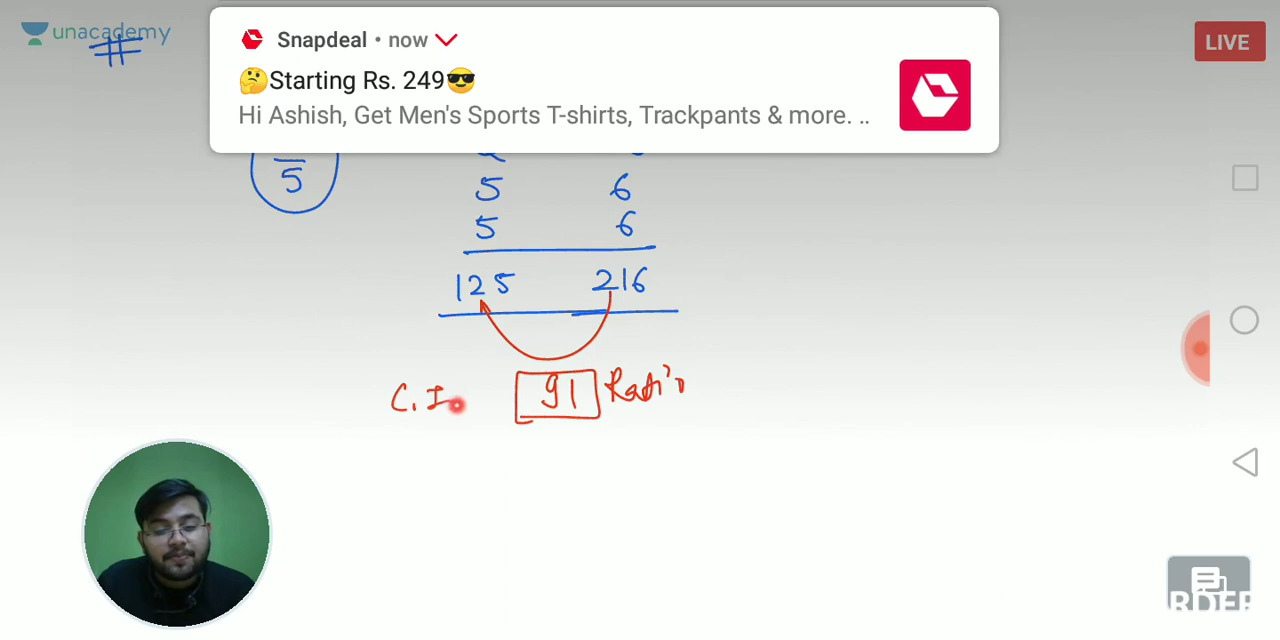 unacademy
#
Snapdeal • now
🤔Starting Rs. 249😎
Hi Ashish, Get Men's Sports T-shirts, Trackpants & more. ..
LIVE
5
5 6
5 6
125 216
C.I 91 Ratio